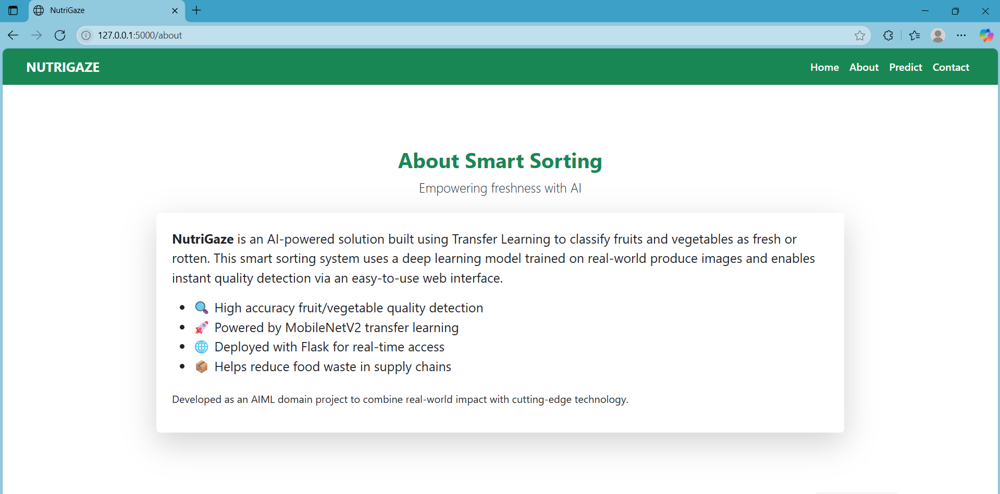 NutriGaze
127.0.0.1:5000/about
NUTRIGAZE
Home About Predict Contact
About Smart Sorting
Empowering freshness with AI
NutriGaze is an AI-powered solution built using Transfer Learning to classify fruits and vegetables as fresh or
rotten. This smart sorting system uses a deep learning model trained on real-world produce images and enables
instant quality detection via an easy-to-use web interface.
• 🔍 High accuracy fruit/vegetable quality detection
• 🚀 Powered by MobileNetV2 transfer learning
• 🌐 Deployed with Flask for real-time access
• 📦 Helps reduce food waste in supply chains
Developed as an AIML domain project to combine real-world impact with cutting-edge technology.